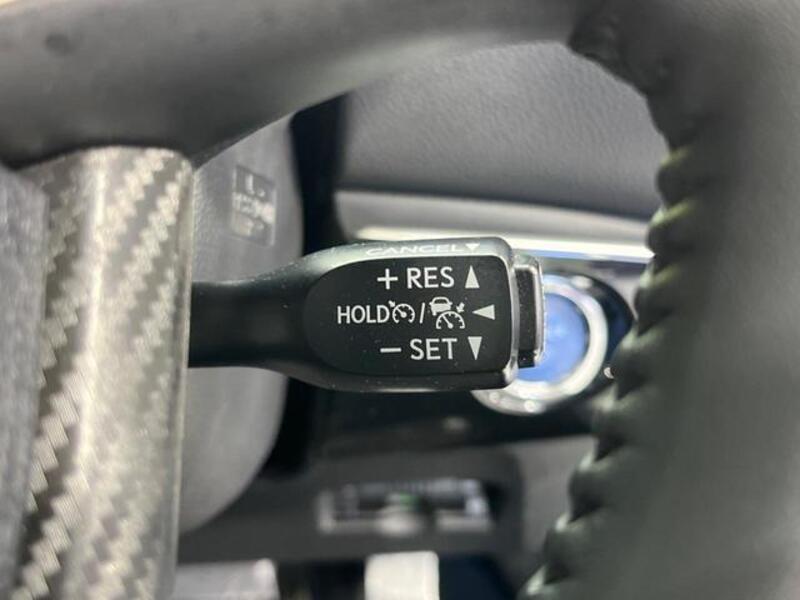 CANCEL▼
+ RES ▲
HOLD / ◀
− SET ▼